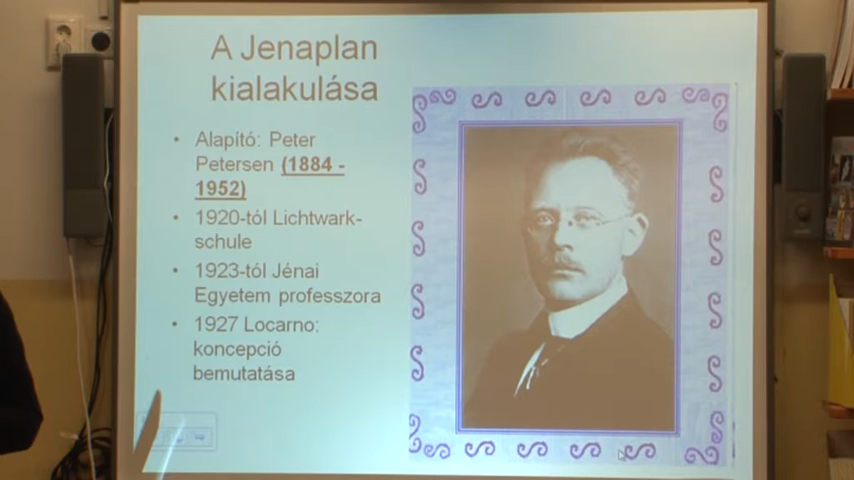 A Jenaplan
kialakulása
• Alapító: Peter
Petersen (1884 -
1952)
• 1920-tól Lichtwark-
schule
• 1923-tól Jénai
Egyetem professzora
• 1927 Locarno:
koncepció
bemutatása